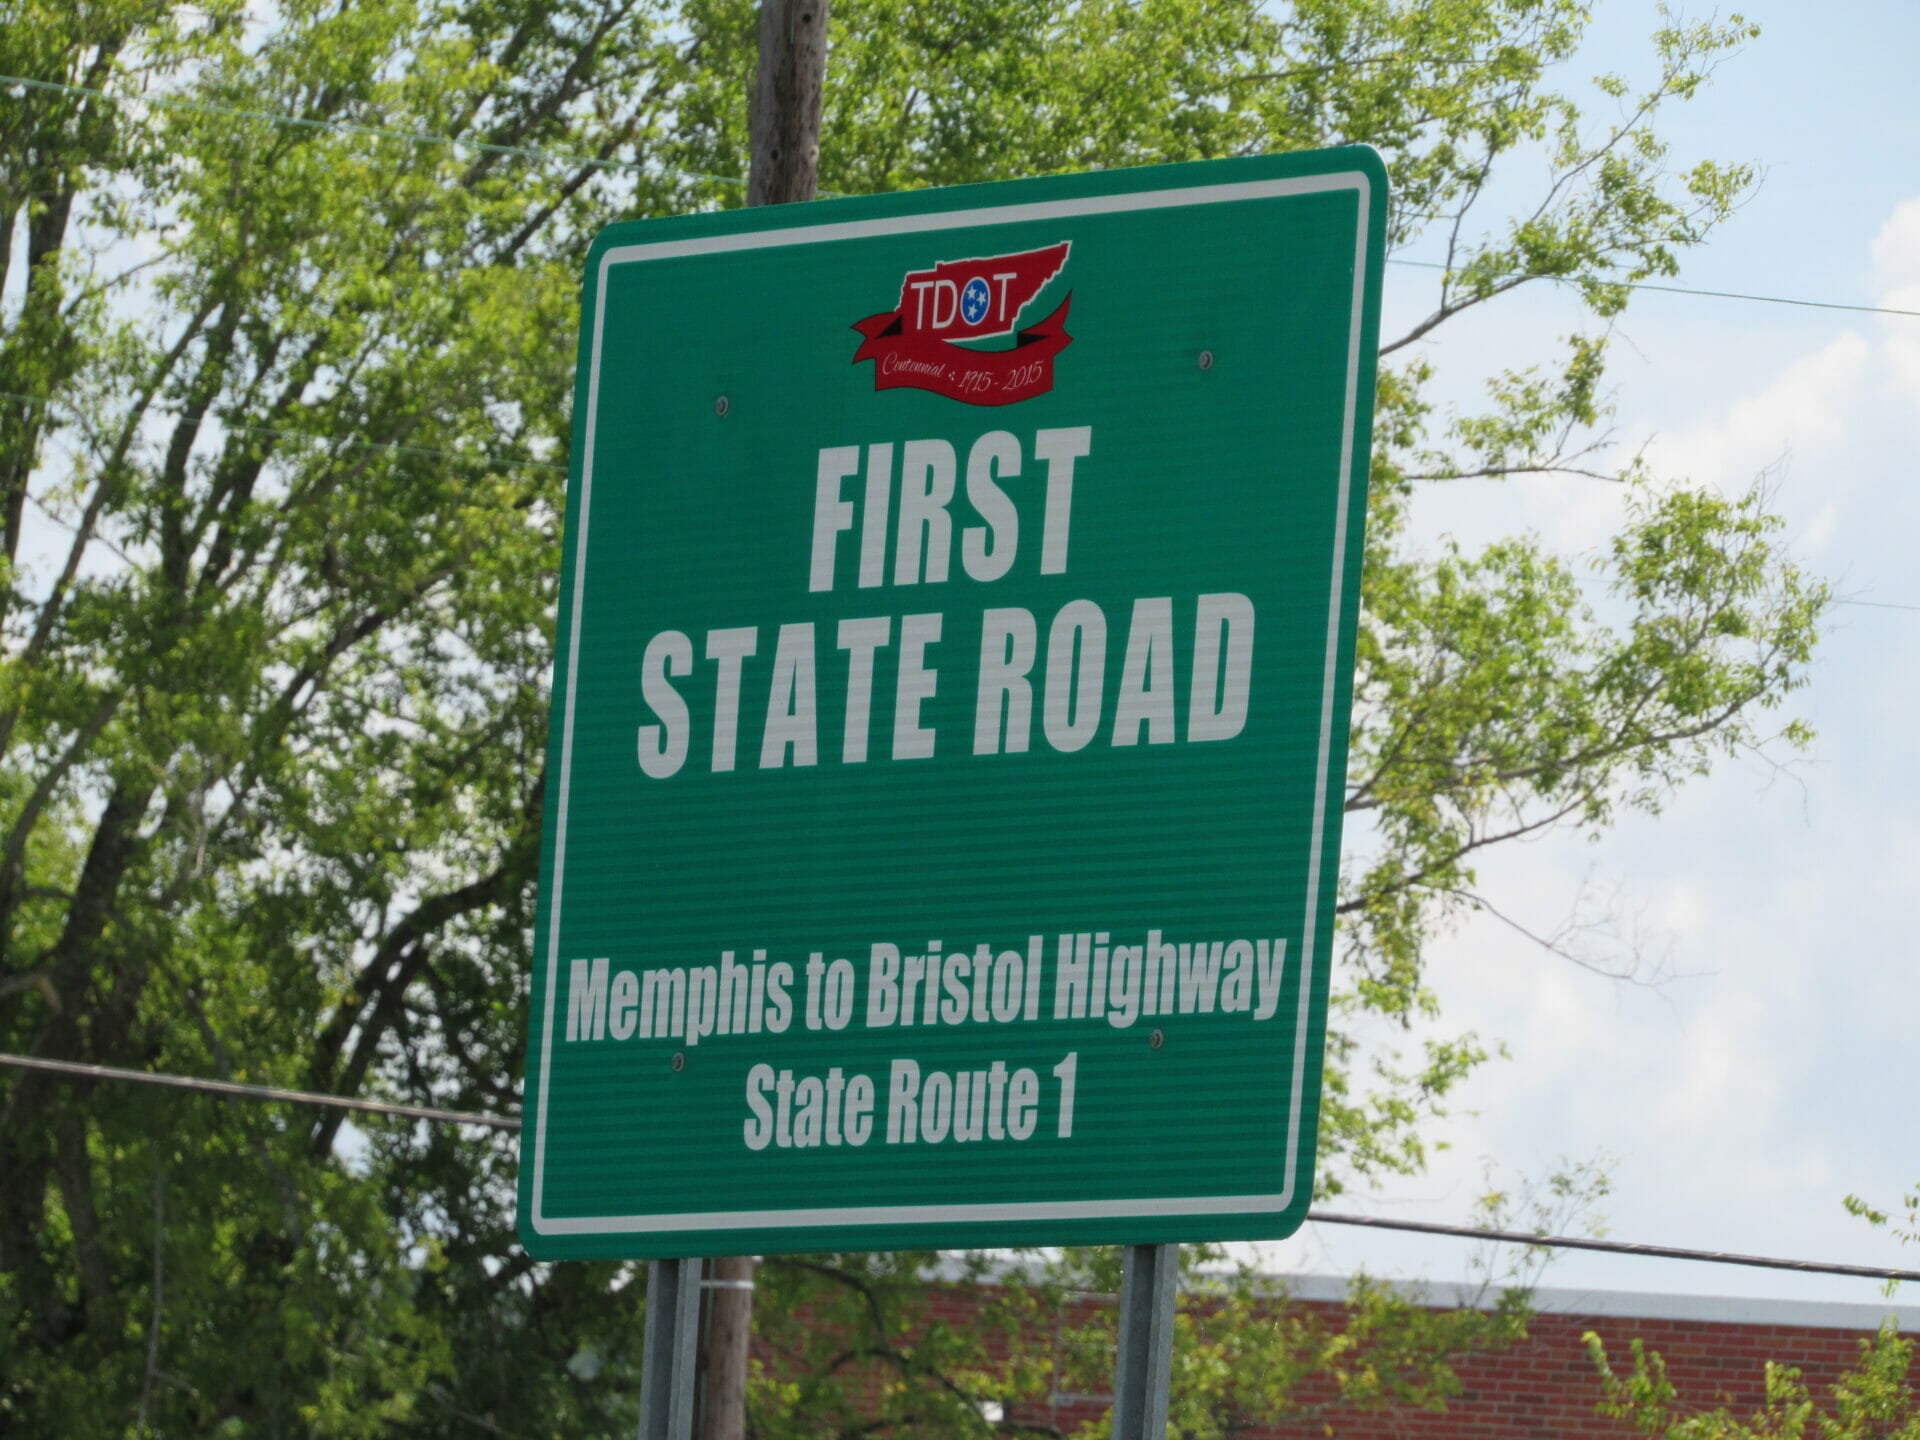 TDOT
Centennial : 1915 - 2015
FIRST
STATE ROAD
Memphis to Bristol Highway
State Route 1